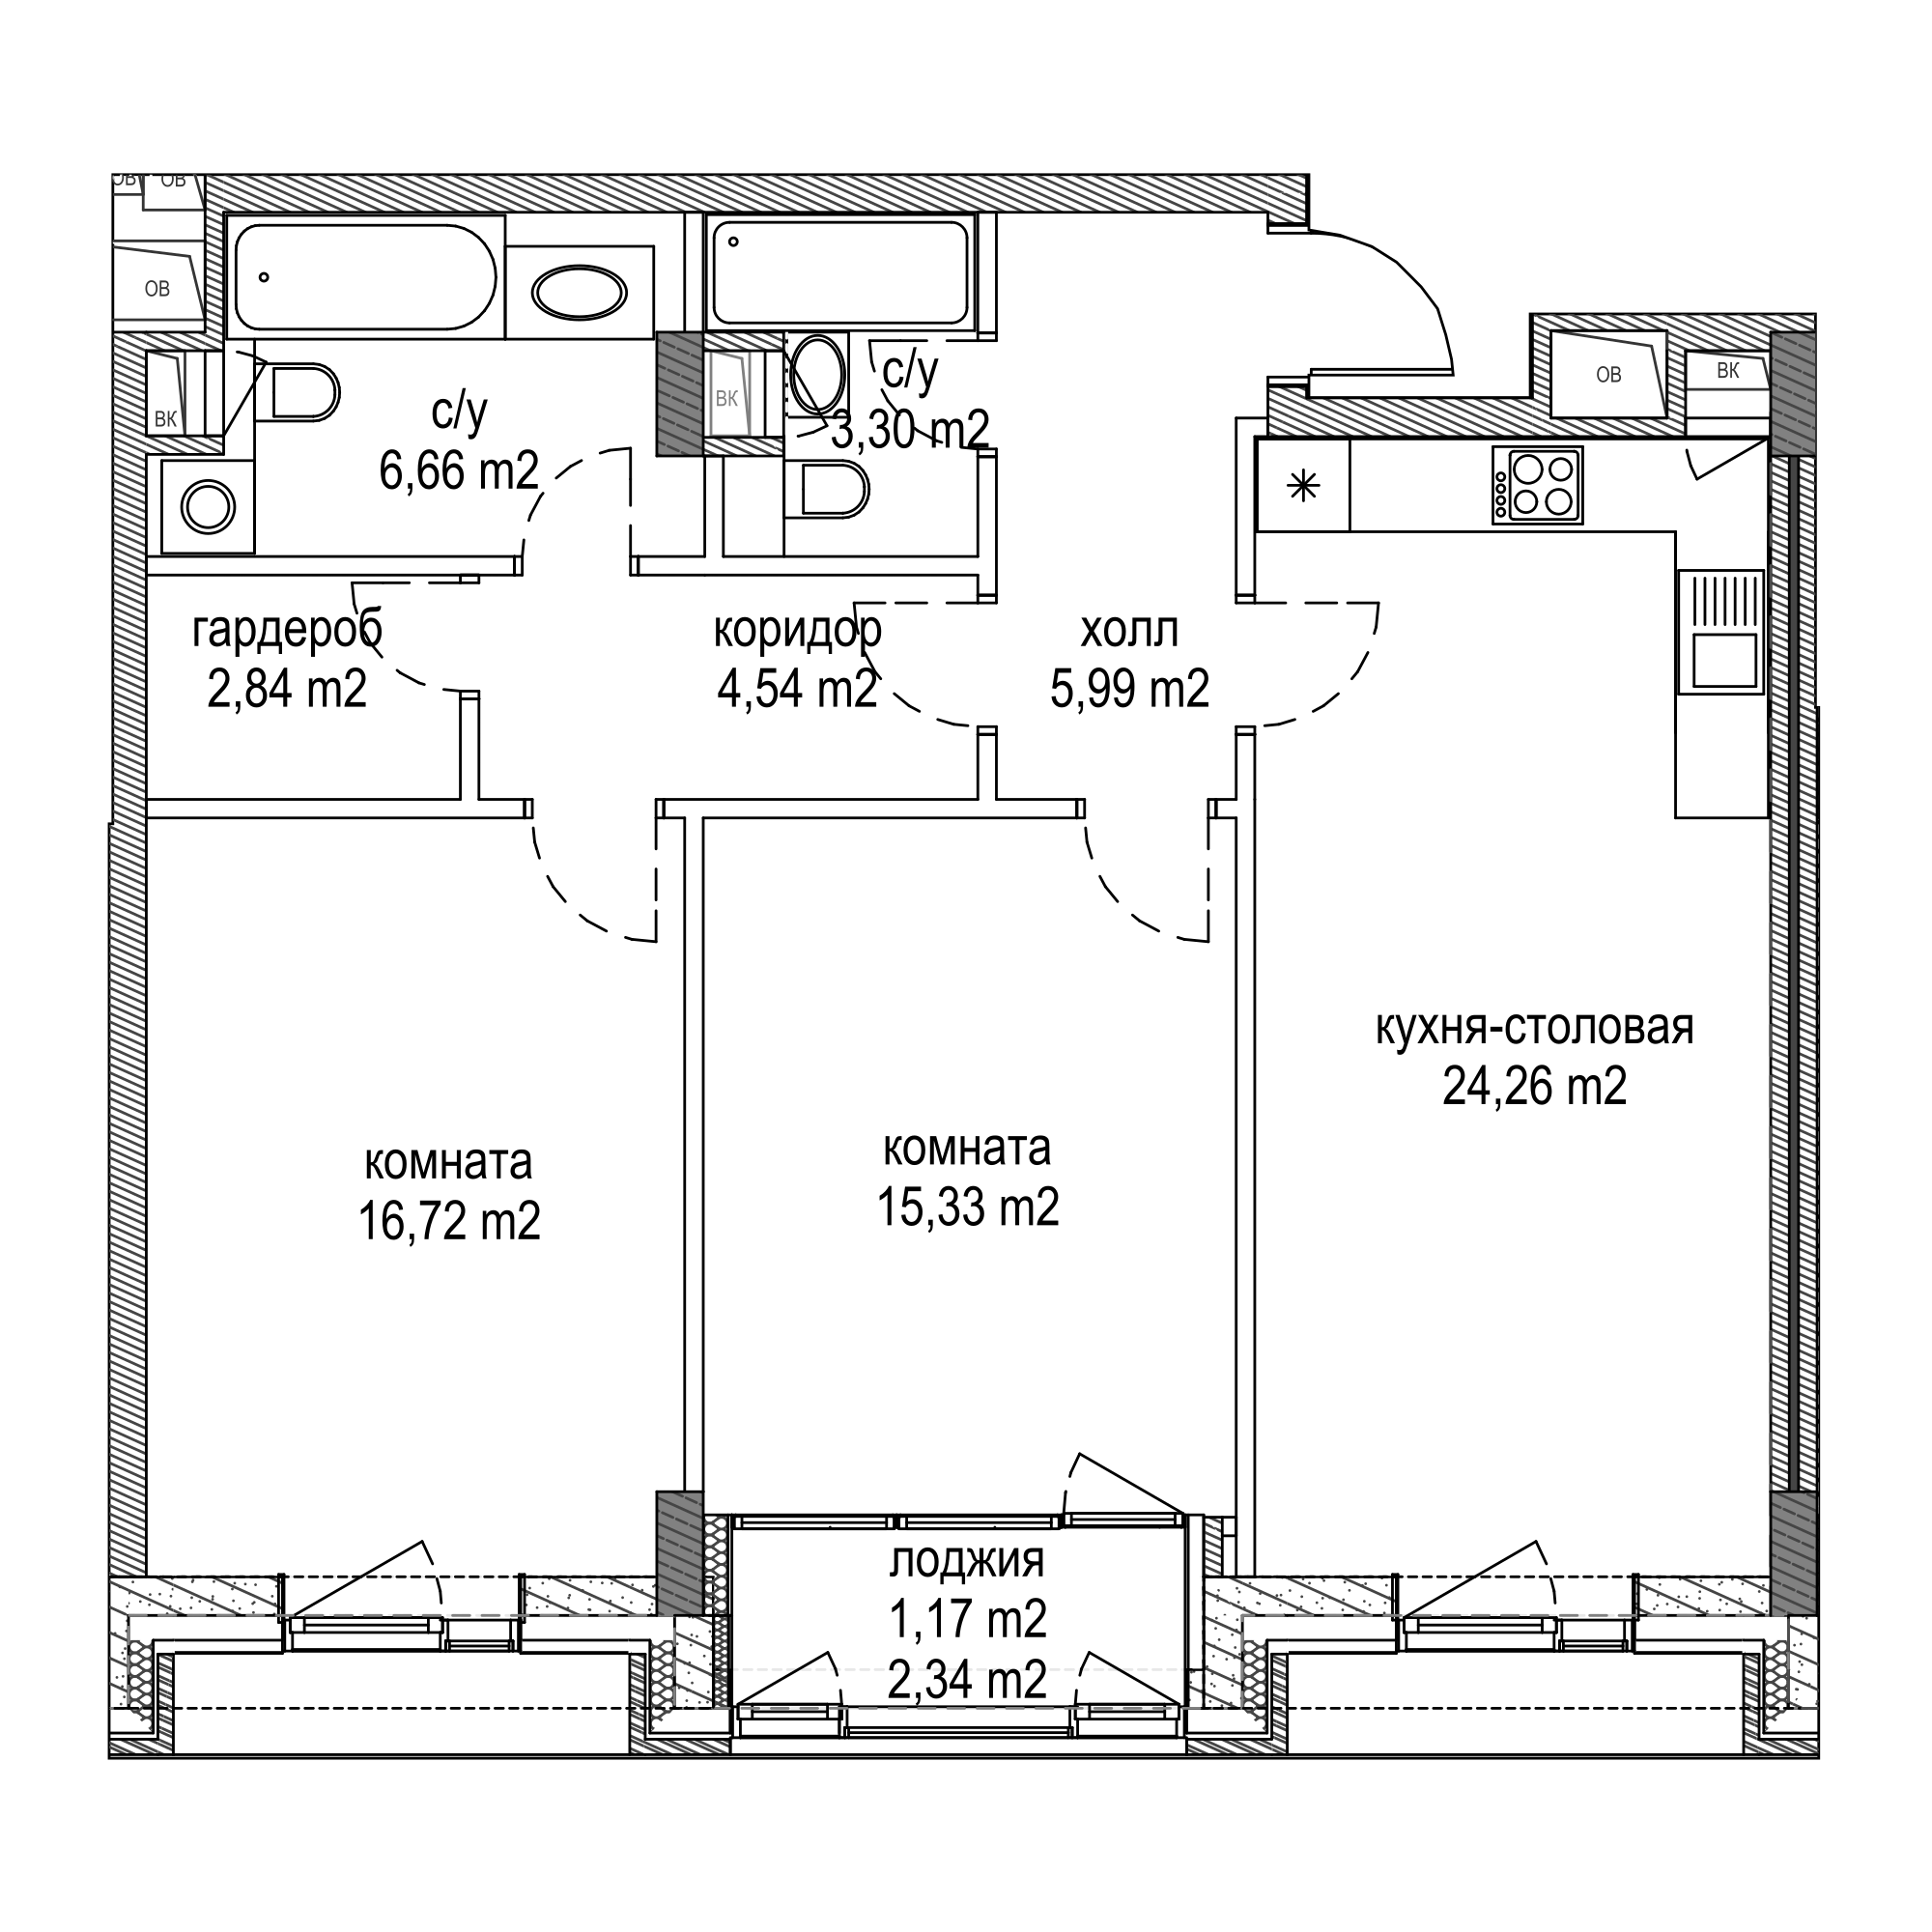 ОВ
ОВ
ОВ
ВК
с/у
6,66 m2
ВК
с/у
3,30 m2
ОВ
ВК
гардероб
2,84 m2
коридор
4,54 m2
холл
5,99 m2
кухня-столовая
24,26 m2
комната
16,72 m2
комната
15,33 m2
лоджия
1,17 m2
2,34 m2